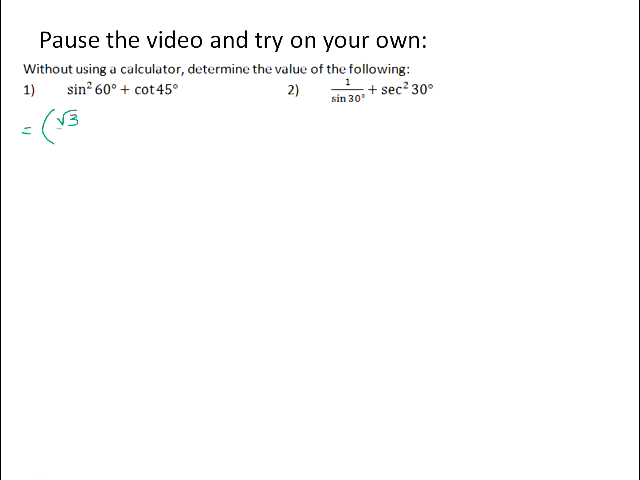 Pause the video and try on your own:
Without using a calculator, determine the value of the following:
1) sin² 60° + cot 45° 2) 1/sin 30° + sec² 30°
= (√3